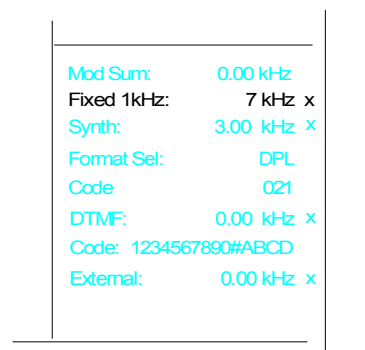 Mod Sum: 0.00 kHz
Fixed 1kHz: 7 kHz x
Synth: 3.00 kHz x
Format Sel: DPL
Code 021
DTMF: 0.00 kHz x
Code: 1234567890#ABCD
External: 0.00 kHz x